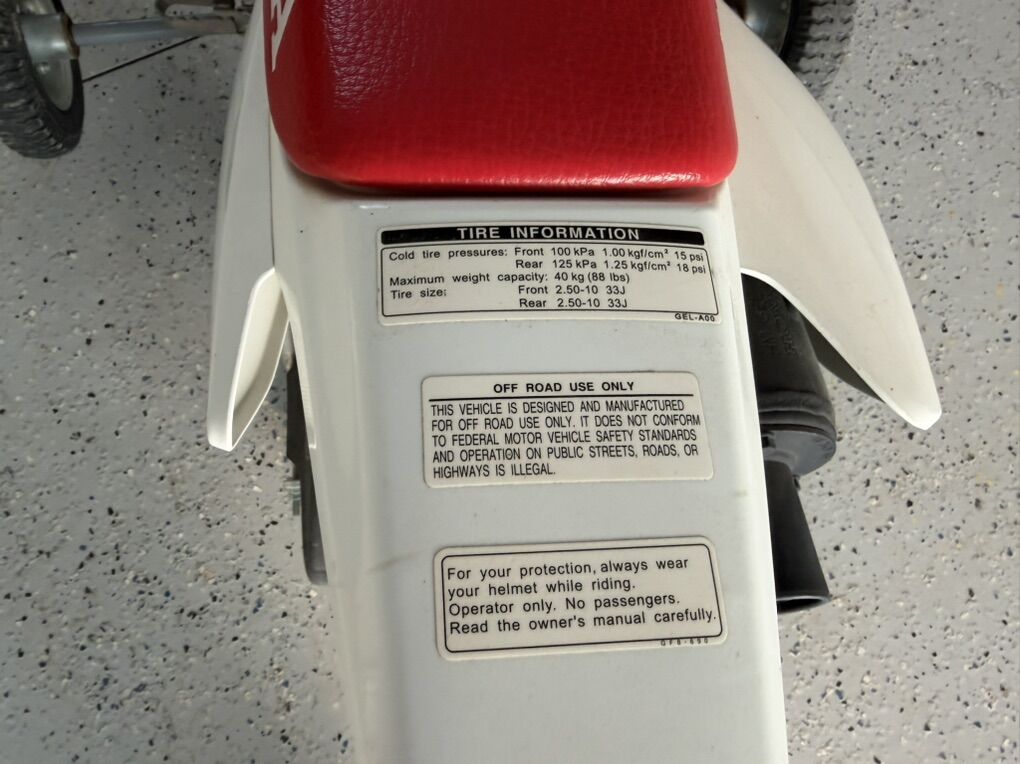 TIRE INFORMATION
Cold tire pressures: Front 100 kPa 1.00 kgf/cm² 15 psi
Rear 125 kPa 1.25 kgf/cm² 18 psi
Maximum weight capacity: 40 kg (88 lbs)
Tire size: Front 2.50-10 33J
Rear 2.50-10 33J
GEL-A00
OFF ROAD USE ONLY
THIS VEHICLE IS DESIGNED AND MANUFACTURED
FOR OFF ROAD USE ONLY. IT DOES NOT CONFORM
TO FEDERAL MOTOR VEHICLE SAFETY STANDARDS
AND OPERATION ON PUBLIC STREETS, ROADS, OR
HIGHWAYS IS ILLEGAL.
For your protection, always wear
your helmet while riding.
Operator only. No passengers.
Read the owner's manual carefully.